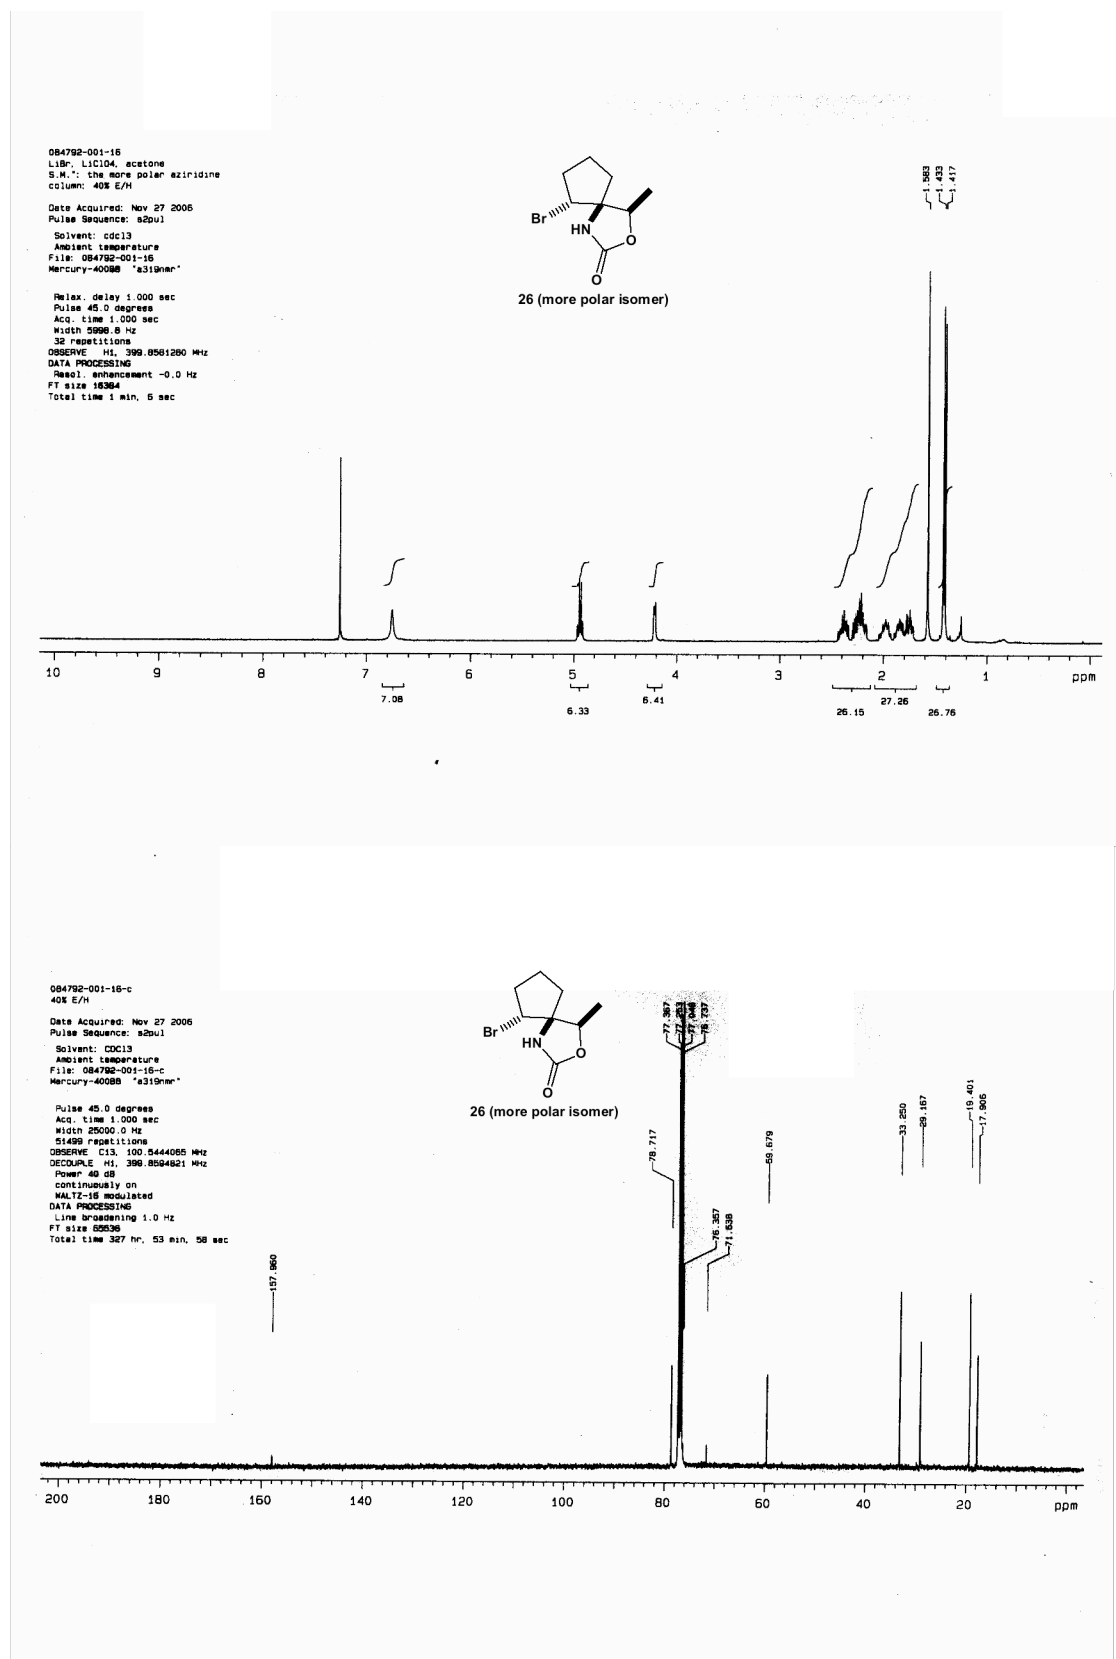 084792-001-16
LiBr, LiClO4, acetone
S.M.": the more polar aziridine
column: 40% E/H
Date Acquired: Nov 27 2006
Pulse Sequence: s2pul
Solvent: cdcl3
Ambient temperature
File: 084792-001-16
Mercury-400BB "a319nmr"
Relax. delay 1.000 sec
Pulse 45.0 degrees
Acq. time 1.000 sec
Width 5998.8 Hz
32 repetitions
OBSERVE H1, 399.8561260 MHz
DATA PROCESSING
Resol. enhancement -0.0 Hz
FT size 16384
Total time 1 min, 6 sec
Br
HN
O
O
26 (more polar isomer)
1.583
1.433
1.417
10 9 8 7 6 5 4 3 2 1 ppm
7.08
6.33
6.41
26.15
27.26
26.76
084792-001-16-c
40% E/H
Date Acquired: Nov 27 2006
Pulse Sequence: s2pul
Solvent: CDCl3
Ambient temperature
File: 084792-001-16-c
Mercury-400BB "a319nmr"
Pulse 45.0 degrees
Acq. time 1.000 sec
Width 25000.0 Hz
51499 repetitions
OBSERVE C13, 100.5444065 MHz
DECOUPLE H1, 399.8594821 MHz
Power 40 dB
continuously on
WALTZ-16 modulated
DATA PROCESSING
Line broadening 1.0 Hz
FT size 65536
Total time 327 hr, 53 min, 58 sec
Br
HN
O
O
26 (more polar isomer)
157.960
78.717
77.367
77.253
77.048
76.737
76.357
71.638
59.679
33.250
29.167
19.401
17.906
200 180 160 140 120 100 80 60 40 20 ppm